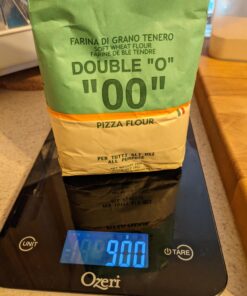 FARINA DI GRANO TENERO
SOFT WHEAT FLOUR
FARINE DE BLE TENDRE
DOUBLE "O"
"00"
PIZZA FLOUR
PER TUTTI GLI USI
ALL PURPOSE
UNIT
900
TARE
Ozeri